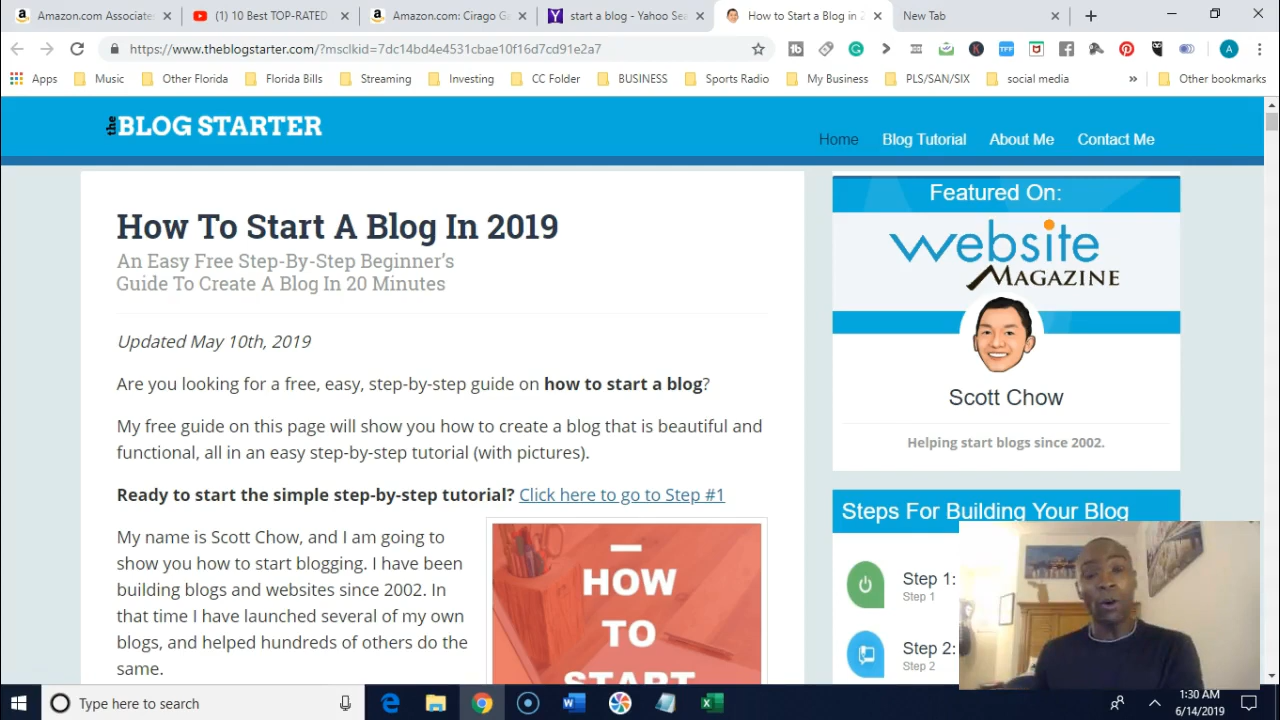 Amazon.com Associate
(1) 10 Best TOP-RATED
Amazon.com: Cirago G
start a blog - Yahoo Sea
How to Start a Blog in 2
New Tab
https://www.theblogstarter.com/?msclkid=7dc14bd4e4531cbae10f16d7cd91e2a7
Apps
Music
Other Florida
Florida Bills
Streaming
Investing
CC Folder
BUSINESS
Sports Radio
My Business
PLS/SAN/SIX
social media
»
Other bookmarks
the BLOG STARTER
Home
Blog Tutorial
About Me
Contact Me
How To Start A Blog In 2019
An Easy Free Step-By-Step Beginner's
Guide To Create A Blog In 20 Minutes
Updated May 10th, 2019
Are you looking for a free, easy, step-by-step guide on how to start a blog?
My free guide on this page will show you how to create a blog that is beautiful and
functional, all in an easy step-by-step tutorial (with pictures).
Ready to start the simple step-by-step tutorial? Click here to go to Step #1
My name is Scott Chow, and I am going to
show you how to start blogging. I have been
building blogs and websites since 2002. In
that time I have launched several of my own
blogs, and helped hundreds of others do the
same.
HOW
TO
START
Featured On:
website
MAGAZINE
Scott Chow
Helping start blogs since 2002.
Steps For Building Your Blog
Step 1:
Step 1
Step 2:
Step 2
Type here to search
1:30 AM
6/14/2019